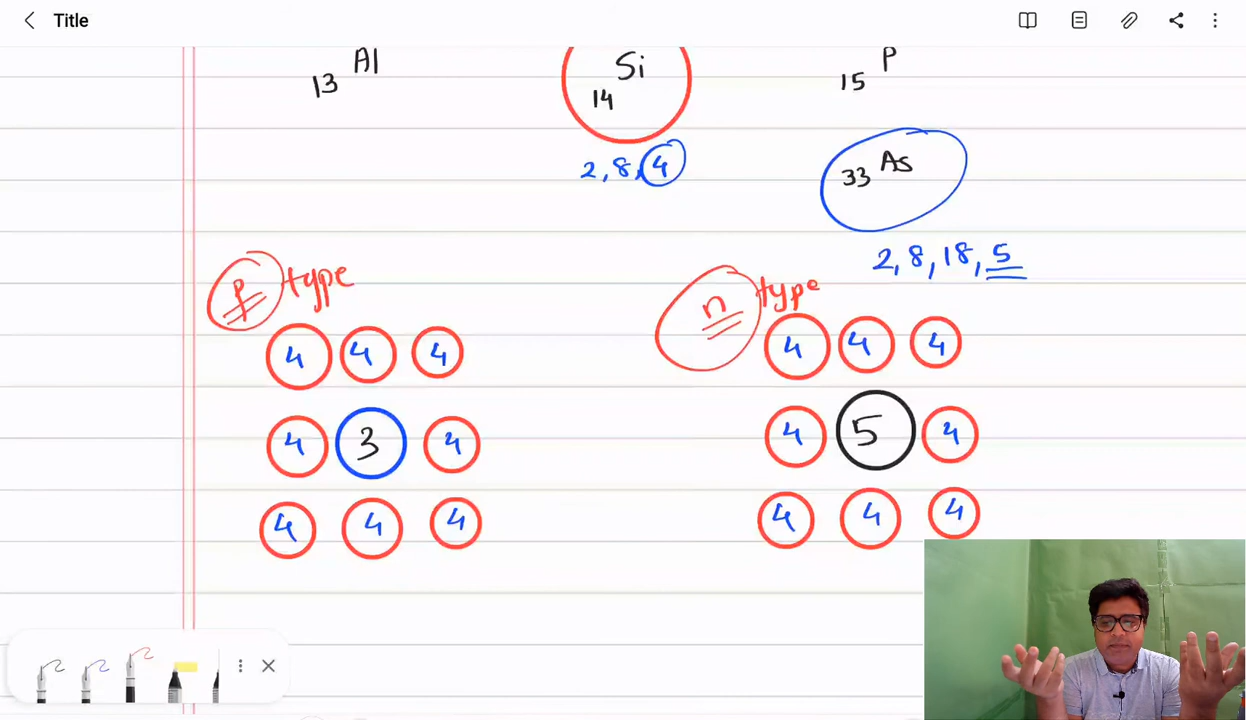 Title
13 Al
14 Si
15 P
2, 8, 4
33 As
2, 8, 18, 5
p type
n type
4 4 4
4 3 4
4 4 4
4 4 4
4 5 4
4 4 4